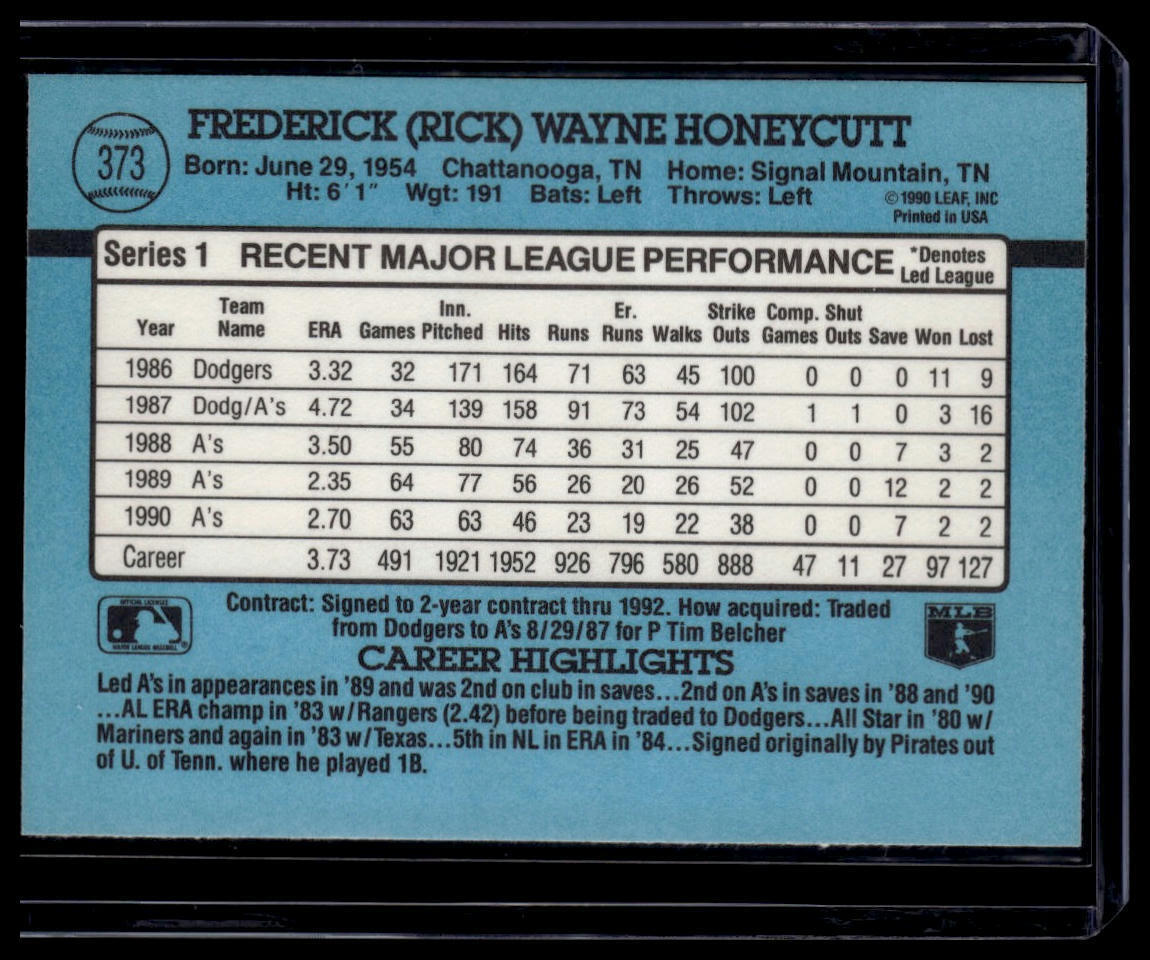 FREDERICK (RICK) WAYNE HONEYCUTT
373
Born: June 29, 1954 Chattanooga, TN Home: Signal Mountain, TN
Ht: 6'1" Wgt: 191 Bats: Left Throws: Left
©1990 LEAF, INC
Printed in USA
Series 1 RECENT MAJOR LEAGUE PERFORMANCE *Denotes Led League
Year Team Name ERA Games Inn. Pitched Hits Runs Er. Runs Walks Strike Outs Comp. Games Shut Outs Save Won Lost
1986 Dodgers 3.32 32 171 164 71 63 45 100 0 0 0 11 9
1987 Dodg/A's 4.72 34 139 158 91 73 54 102 1 1 0 3 16
1988 A's 3.50 55 80 74 36 31 25 47 0 0 7 3 2
1989 A's 2.35 64 77 56 26 20 26 52 0 0 12 2 2
1990 A's 2.70 63 63 46 23 19 22 38 0 0 7 2 2
Career 3.73 491 1921 1952 926 796 580 888 47 11 27 97 127
OFFICIAL LICENSEE
MAJOR LEAGUE BASEBALL
®
Contract: Signed to 2-year contract thru 1992. How acquired: Traded
from Dodgers to A's 8/29/87 for P Tim Belcher
MLB
CAREER HIGHLIGHTS
Led A's in appearances in '89 and was 2nd on club in saves...2nd on A's in saves in '88 and '90
...AL ERA champ in '83 w/Rangers (2.42) before being traded to Dodgers...All Star in '80 w/
Mariners and again in '83 w/Texas...5th in NL in ERA in '84...Signed originally by Pirates out
of U. of Tenn. where he played 1B.